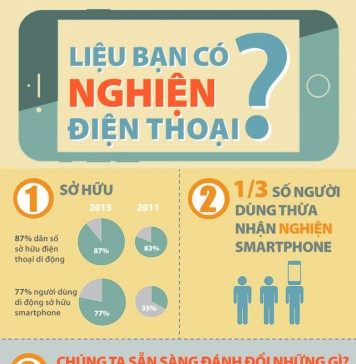 LIỆU BẠN CÓ
NGHIỆN
ĐIỆN THOẠI
?
1
SỞ HỮU
2015
2011
87% dân số
sở hữu điện
thoại di động
87%
83%
77% người dùng
di động sở hữu
smartphone
77%
35%
2
1/3 SỐ NGƯỜI
DÙNG THỪA
NHẬN NGHIỆN
SMARTPHONE
CHÚNG TA SẴN SÀNG ĐÁNH ĐỔI NHỮNG GÌ?